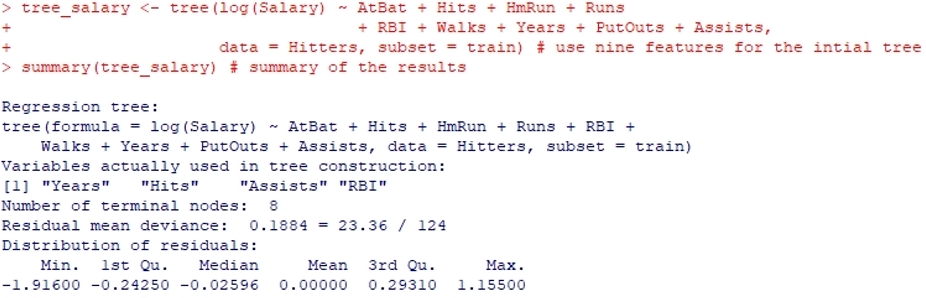 > tree_salary <- tree(log(Salary) ~ AtBat + Hits + HmRun + Runs
+ + RBI + Walks + Years + PutOuts + Assists,
+ data = Hitters, subset = train) # use nine features for the intial tree
> summary(tree_salary) # summary of the results
Regression tree:
tree(formula = log(Salary) ~ AtBat + Hits + HmRun + Runs + RBI +
Walks + Years + PutOuts + Assists, data = Hitters, subset = train)
Variables actually used in tree construction:
[1] "Years" "Hits" "Assists" "RBI"
Number of terminal nodes: 8
Residual mean deviance: 0.1884 = 23.36 / 124
Distribution of residuals:
Min. 1st Qu. Median Mean 3rd Qu. Max.
-1.91600 -0.24250 -0.02596 0.00000 0.29310 1.15500